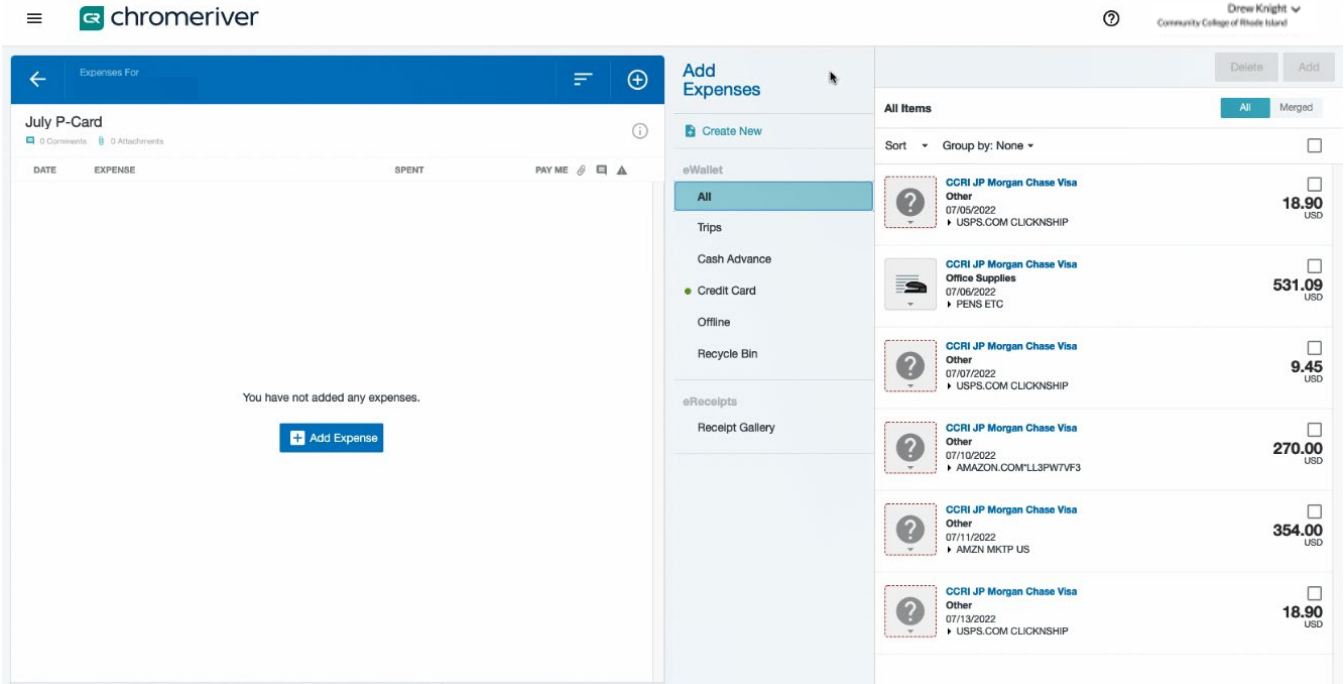 CR chromeriver
Drew Knight
Community College of Rhode Island
Expenses For
July P-Card
0 Comments 0 Attachments
DATE EXPENSE SPENT PAY ME
You have not added any expenses.
Add Expense
Add
Expenses
Create New
eWallet
All
Trips
Cash Advance
Credit Card
Offline
Recycle Bin
eReceipts
Receipt Gallery
Delete Add
All Items All Merged
Sort Group by: None
CCRI JP Morgan Chase Visa
Other 18.90
07/05/2022 USD
USPS.COM CLICKNSHIP
CCRI JP Morgan Chase Visa
Office Supplies 531.09
07/06/2022 USD
PENS ETC
CCRI JP Morgan Chase Visa
Other 9.45
07/07/2022 USD
USPS.COM CLICKNSHIP
CCRI JP Morgan Chase Visa
Other 270.00
07/10/2022 USD
AMAZON.COM*LL3PW7VF3
CCRI JP Morgan Chase Visa
Other 354.00
07/11/2022 USD
AMZN MKTP US
CCRI JP Morgan Chase Visa
Other 18.90
07/13/2022 USD
USPS.COM CLICKNSHIP